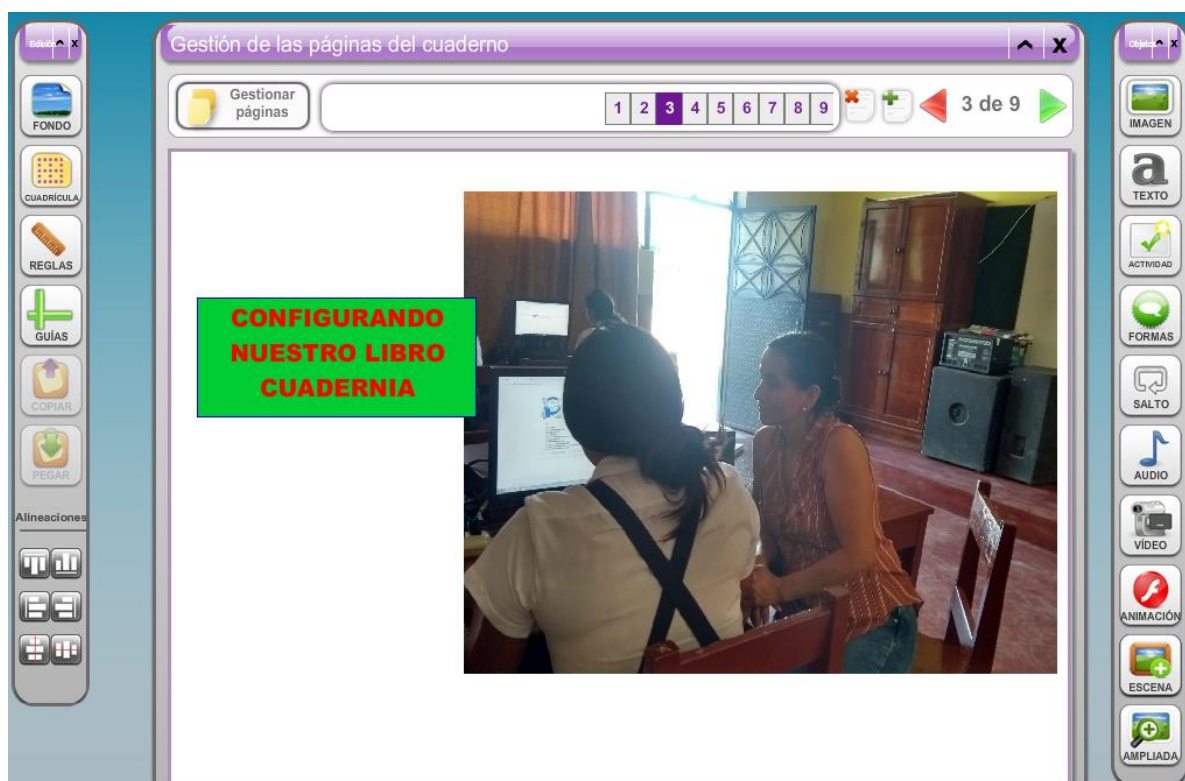 Edición
X
FONDO
CUADRÍCULA
REGLAS
GUÍAS
COPIAR
PEGAR
Alineaciones
Gestión de las páginas del cuaderno
X
Gestionar
páginas
1 2 3 4 5 6 7 8 9
3 de 9
CONFIGURANDO
NUESTRO LIBRO
CUADERNIA
Objetos
X
IMAGEN
a
TEXTO
ACTIVIDAD
FORMAS
SALTO
AUDIO
VÍDEO
ANIMACIÓN
ESCENA
AMPLIADA